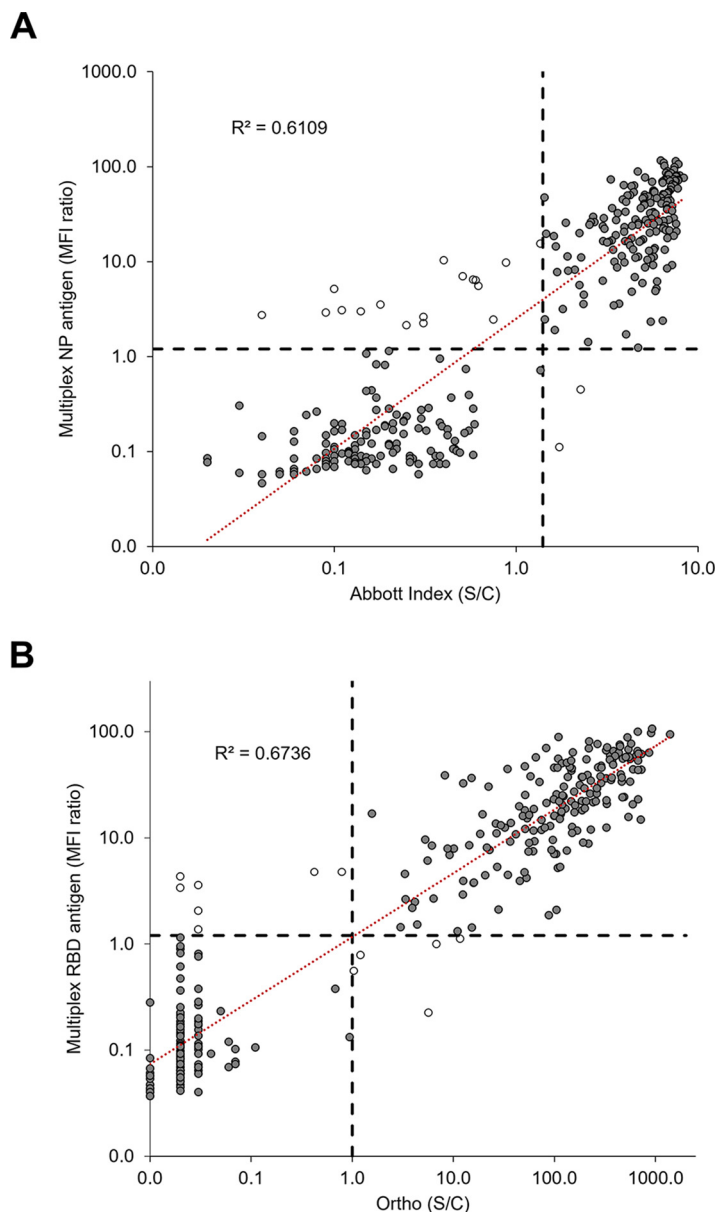 A
1000.0
R² = 0.6109
100.0
10.0
1.0
0.1
0.0
Multiplex NP antigen (MFI ratio)
0.0 0.1 1.0 10.0
Abbott Index (S/C)
B
R² = 0.6736
100.0
10.0
1.0
0.1
0.0
Multiplex RBD antigen (MFI ratio)
0.0 0.1 1.0 10.0 100.0 1000.0
Ortho (S/C)